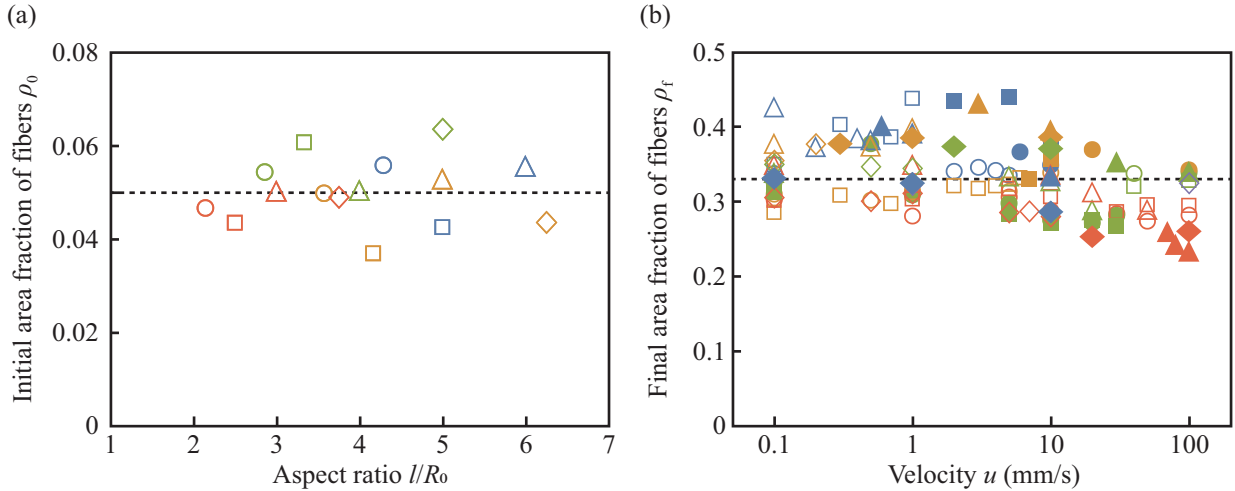 (a)
0.08
0.06
0.04
0.02
0
Initial area fraction of fibers ρ₀
1 2 3 4 5 6 7
Aspect ratio l/R₀
(b)
0.5
0.4
0.3
0.2
0.1
0
Final area fraction of fibers ρf
0.1 1 10 100
Velocity u (mm/s)